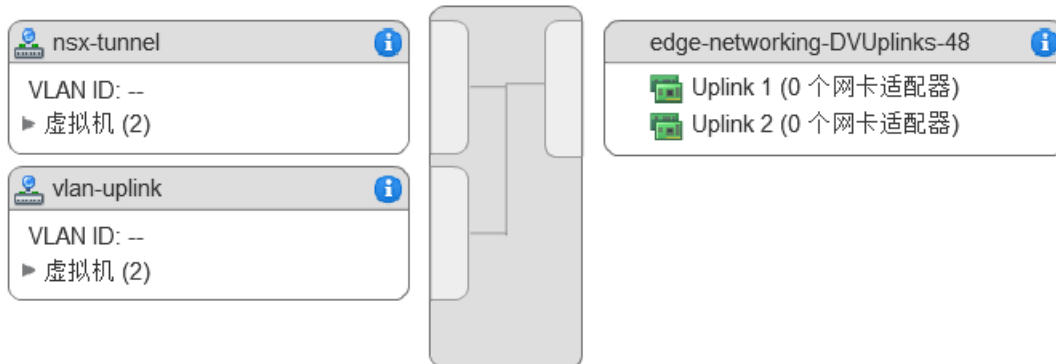 nsx-tunnel
VLAN ID: --
虚拟机 (2)
vlan-uplink
VLAN ID: --
虚拟机 (2)
edge-networking-DVUplinks-48
Uplink 1 (0 个网卡适配器)
Uplink 2 (0 个网卡适配器)